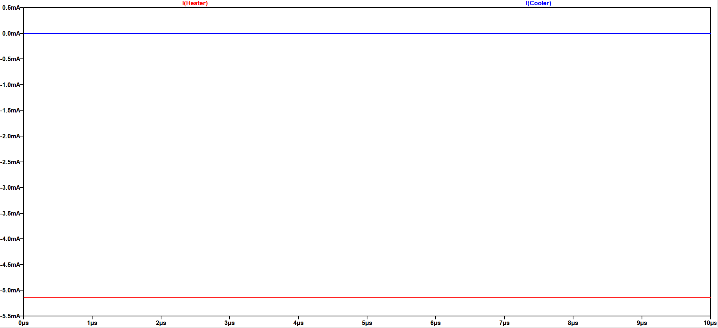 I(Heater) I(Cooler)
0.5mA
0.0mA
-0.5mA
-1.0mA
-1.5mA
-2.0mA
-2.5mA
-3.0mA
-3.5mA
-4.0mA
-4.5mA
-5.0mA
-5.5mA
0µs 1µs 2µs 3µs 4µs 5µs 6µs 7µs 8µs 9µs 10µs